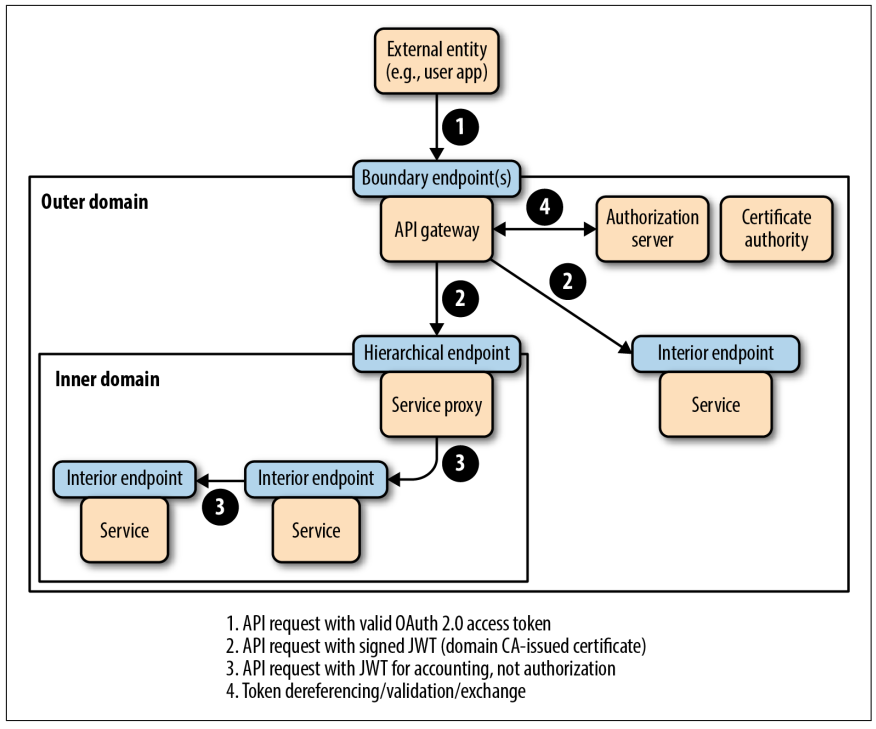 External entity
(e.g., user app)
1
Boundary endpoint(s)
Outer domain
API gateway
4
Authorization
server
Certificate
authority
2
2
Hierarchical endpoint
Interior endpoint
Inner domain
Service proxy
Service
3
Interior endpoint
Interior endpoint
3
Service
Service
1. API request with valid OAuth 2.0 access token
2. API request with signed JWT (domain CA-issued certificate)
3. API request with JWT for accounting, not authorization
4. Token dereferencing/validation/exchange